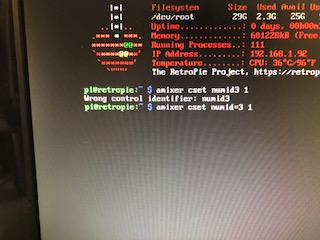 Filesystem Size Used Avail Us
/dev/root 29G 2.3G 25G
Uptime.............: 0 days, 00h00m
Memory.............: 601228kB (Free
Running Processes..: 111
IP Address.........: 192.168.1.92
Temperature........: CPU: 36°C/96°F
The RetroPie Project, https://retrop
pi@retropie:~ $ amixer cset numid3 1
Wrong control identifier: numid3
pi@retropie:~ $ amixer cset numid=3 1